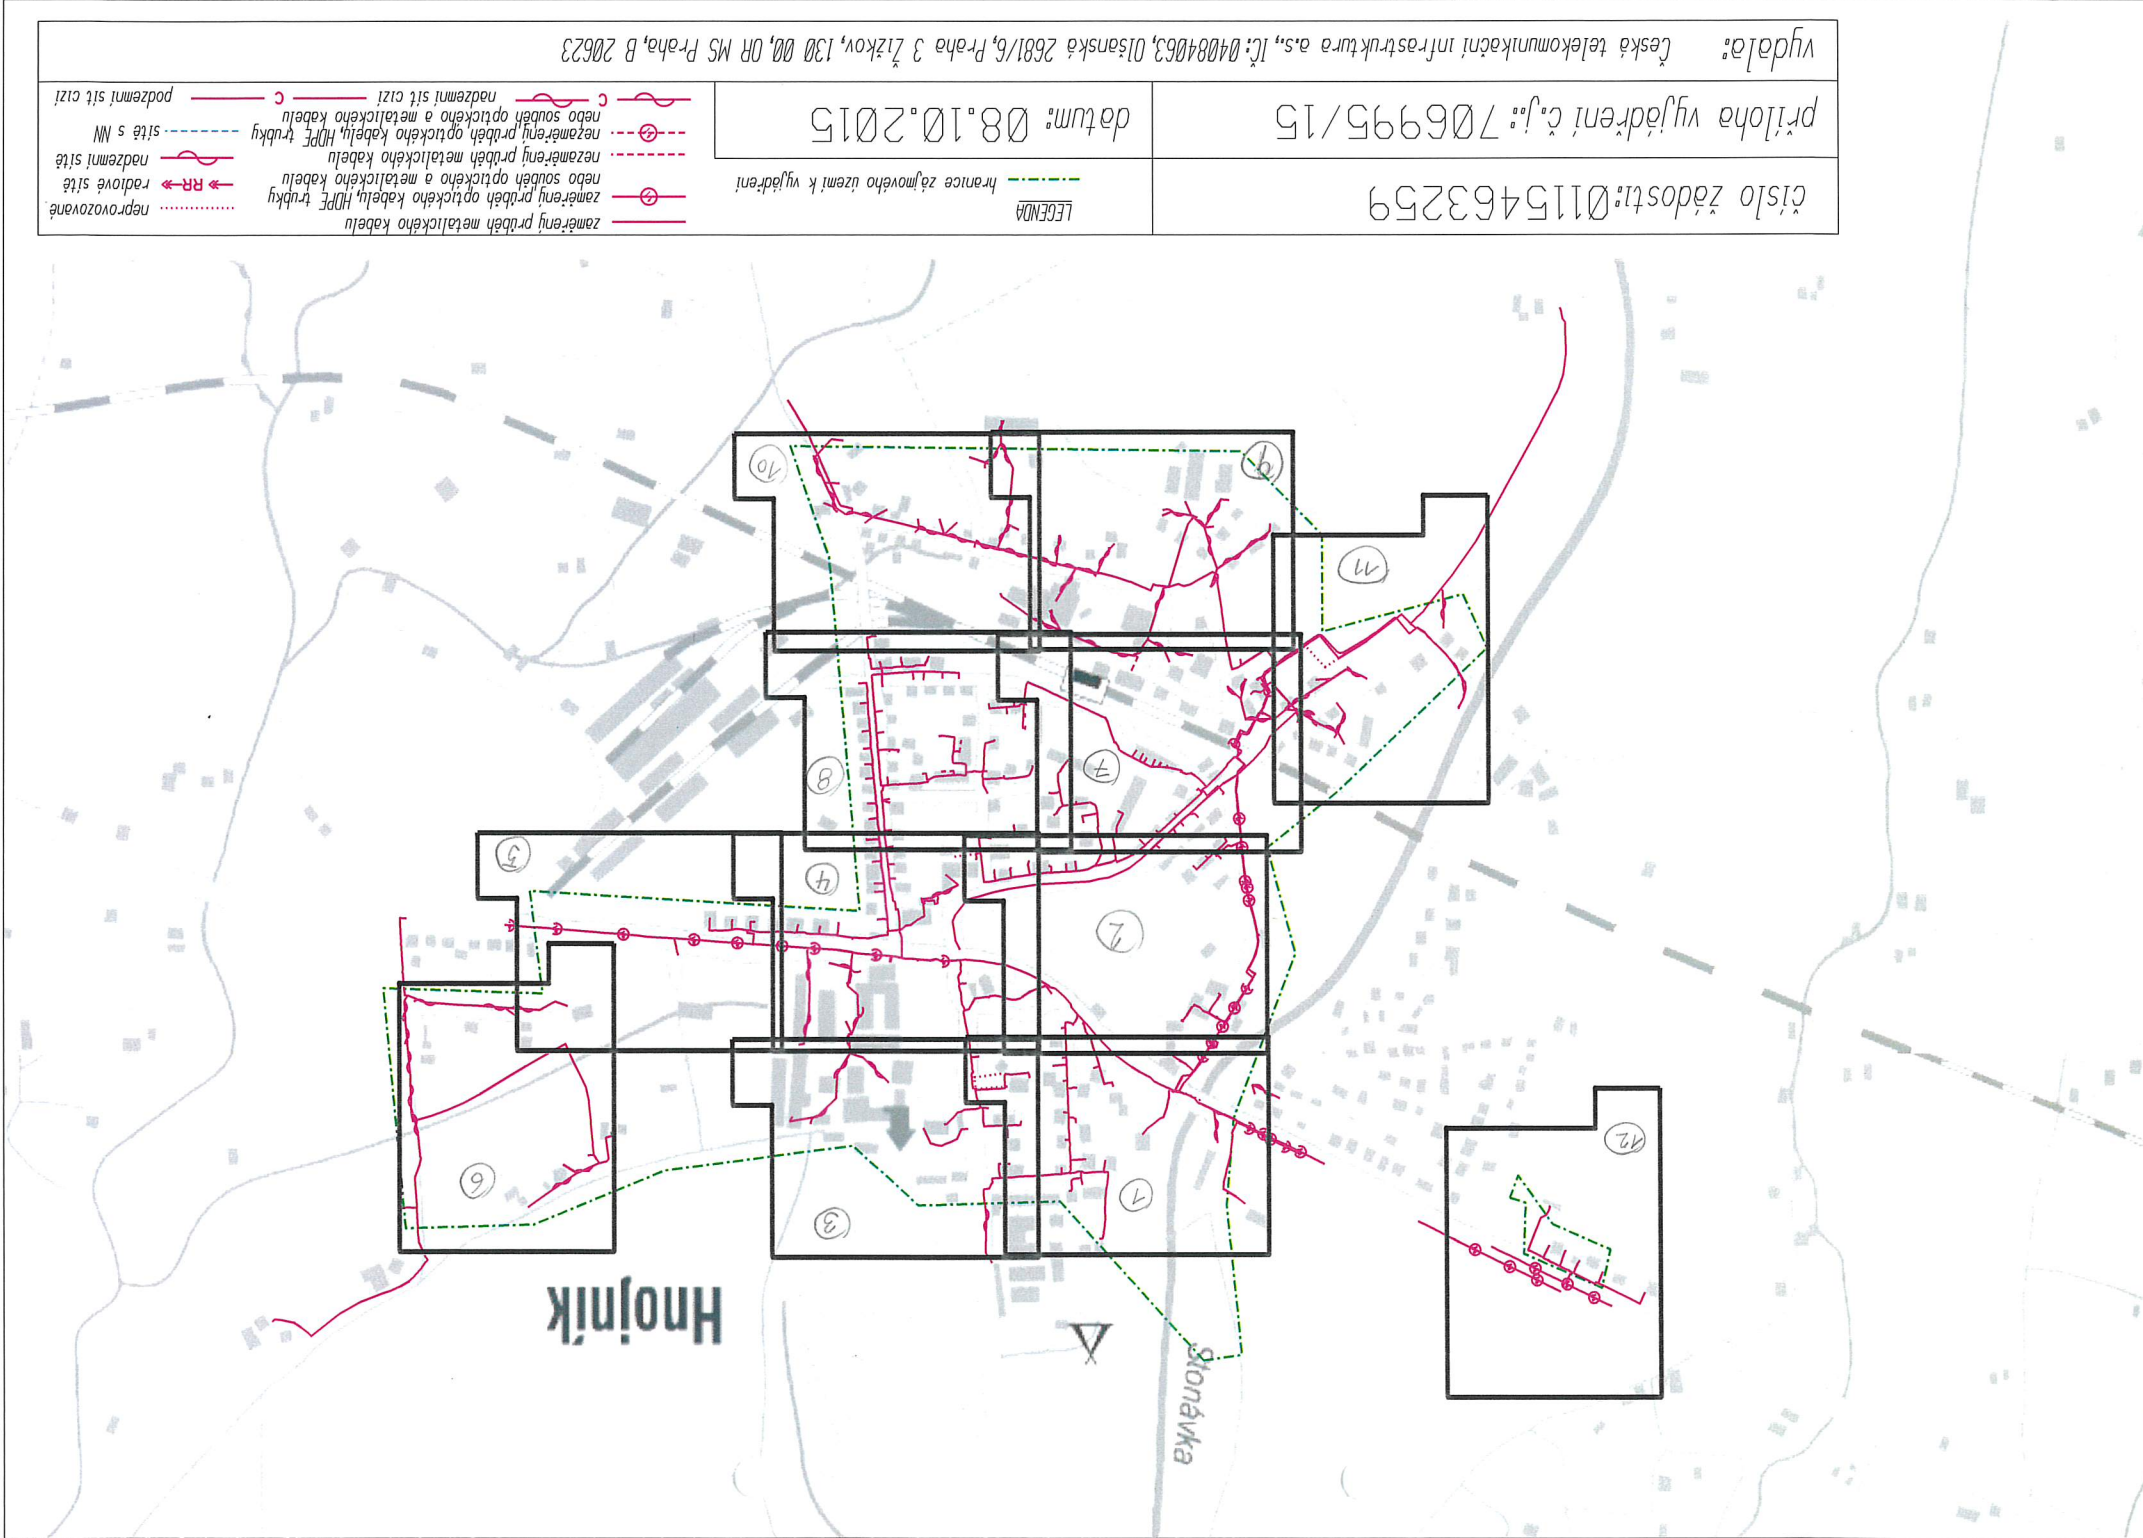 Stonávka
Hnojník
12
1
3
6
2
4
5
7
8
11
9
10
číslo žádosti: 0115463259
příloha vyjádření č.j.: 706995/15
datum: 08.10.2015
LEGENDA
hranice zájmového území k vyjádření
zaměřený průběh metalického kabelu
zaměřený průběh optického kabelu, HDPE trubky
nebo souběh optického a metalického kabelu
nezaměřený průběh metalického kabelu
nezaměřený průběh optického kabelu, HDPE trubky
nebo souběh optického a metalického kabelu
C nadzemní sítí cizí
neprovozované
RR radiové sítě
nadzemní sítě
sítě s NN
C podzemní sít cizí
vydala: Česká telekomunikační infrastruktura a.s., IČ: 04084063, Olšanská 2681/6, Praha 3 Žižkov, 130 00, OR MS Praha, B 20623